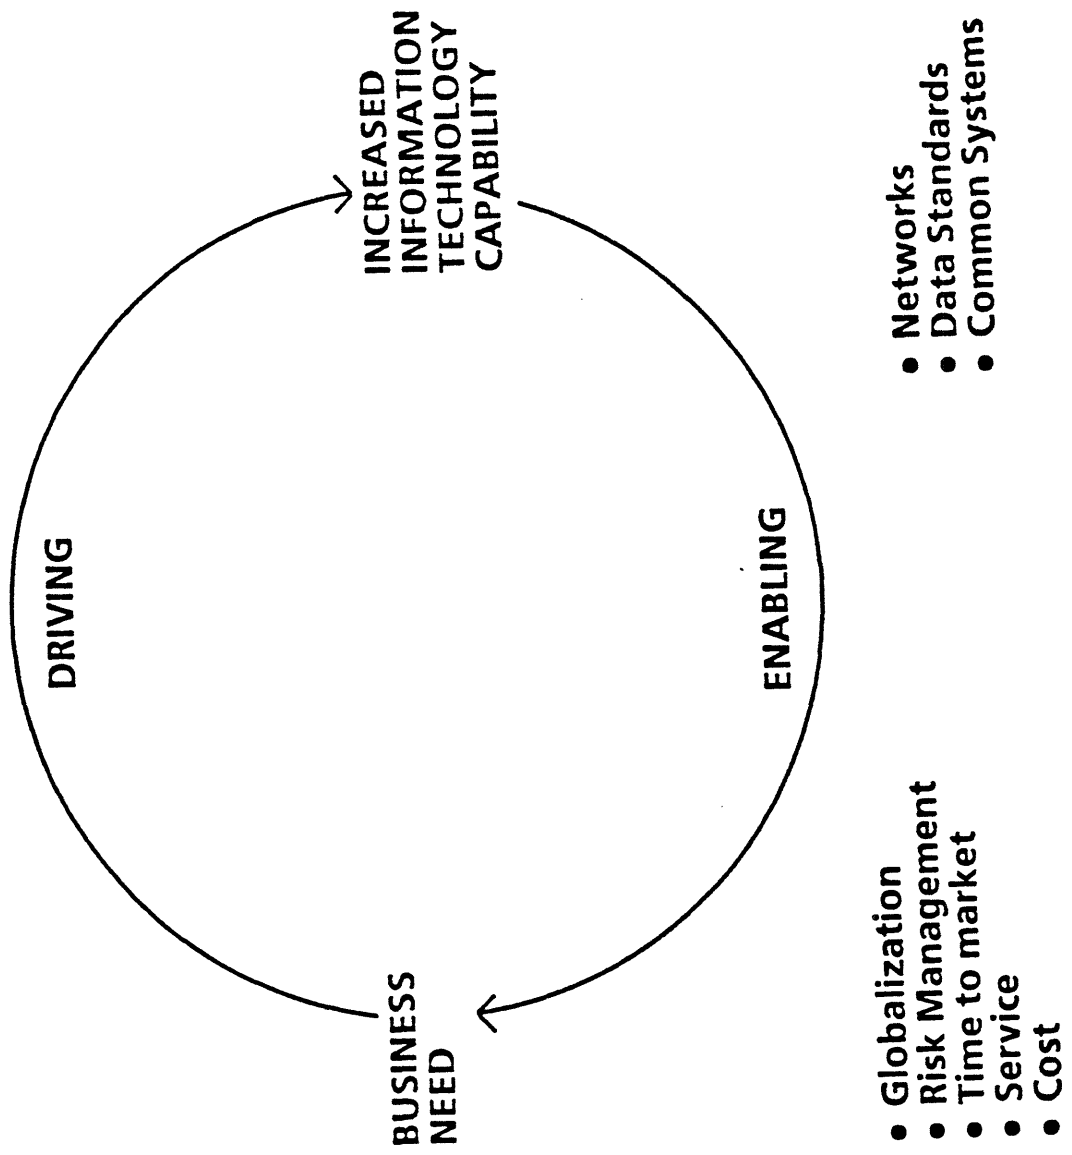 DRIVING
BUSINESS
NEED
INCREASED
INFORMATION
TECHNOLOGY
CAPABILITY
ENABLING
• Globalization
• Risk Management
• Time to market
• Service
• Cost
• Networks
• Data Standards
• Common Systems